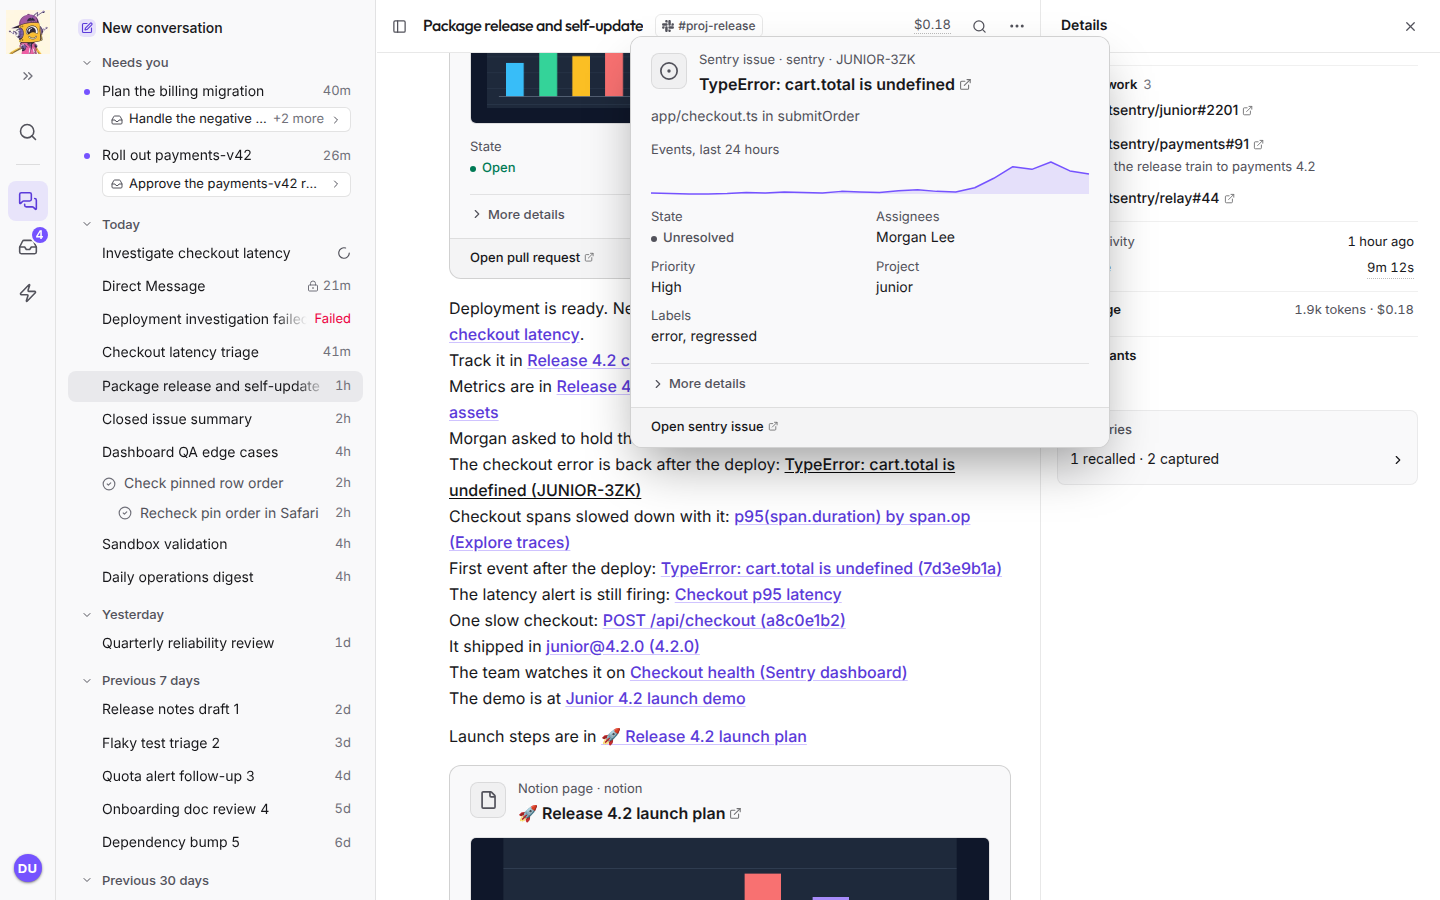 New conversation
Needs you
Plan the billing migration 40m
Handle the negative ... +2 more
Roll out payments-v42 26m
Approve the payments-v42 r...
Today
Investigate checkout latency
Direct Message 21m
Deployment investigation failed Failed
Checkout latency triage 41m
Package release and self-update 1h
Closed issue summary 2h
Dashboard QA edge cases 4h
Check pinned row order 2h
Recheck pin order in Safari 2h
Sandbox validation 4h
Daily operations digest 4h
Yesterday
Quarterly reliability review 1d
Previous 7 days
Release notes draft 1 2d
Flaky test triage 2 3d
Quota alert follow-up 3 4d
Onboarding doc review 4 5d
Dependency bump 5 6d
Previous 30 days
4
DU
Package release and self-update #proj-release $0.18
State
Open
More details
Open pull request
Deployment is ready.
checkout latency.
Track it in Release 4.2
Metrics are in Release
assets
Morgan asked to hold
The checkout error is back after the deploy: TypeError: cart.total is
undefined (JUNIOR-3ZK)
Checkout spans slowed down with it: p95(span.duration) by span.op
(Explore traces)
First event after the deploy: TypeError: cart.total is undefined (7d3e9b1a)
The latency alert is still firing: Checkout p95 latency
One slow checkout: POST /api/checkout (a8c0e1b2)
It shipped in junior@4.2.0 (4.2.0)
The team watches it on Checkout health (Sentry dashboard)
The demo is at Junior 4.2 launch demo
Launch steps are in 🚀 Release 4.2 launch plan
Notion page · notion
🚀 Release 4.2 launch plan
Sentry issue · sentry · JUNIOR-3ZK
TypeError: cart.total is undefined
app/checkout.ts in submitOrder
Events, last 24 hours
State Assignees
Unresolved Morgan Lee
Priority Project
High junior
Labels
error, regressed
More details
Open sentry issue
Details
work 3
tsentry/junior#2201
tsentry/payments#91
the release train to payments 4.2
tsentry/relay#44
1 hour ago
9m 12s
1.9k tokens · $0.18
1 recalled · 2 captured